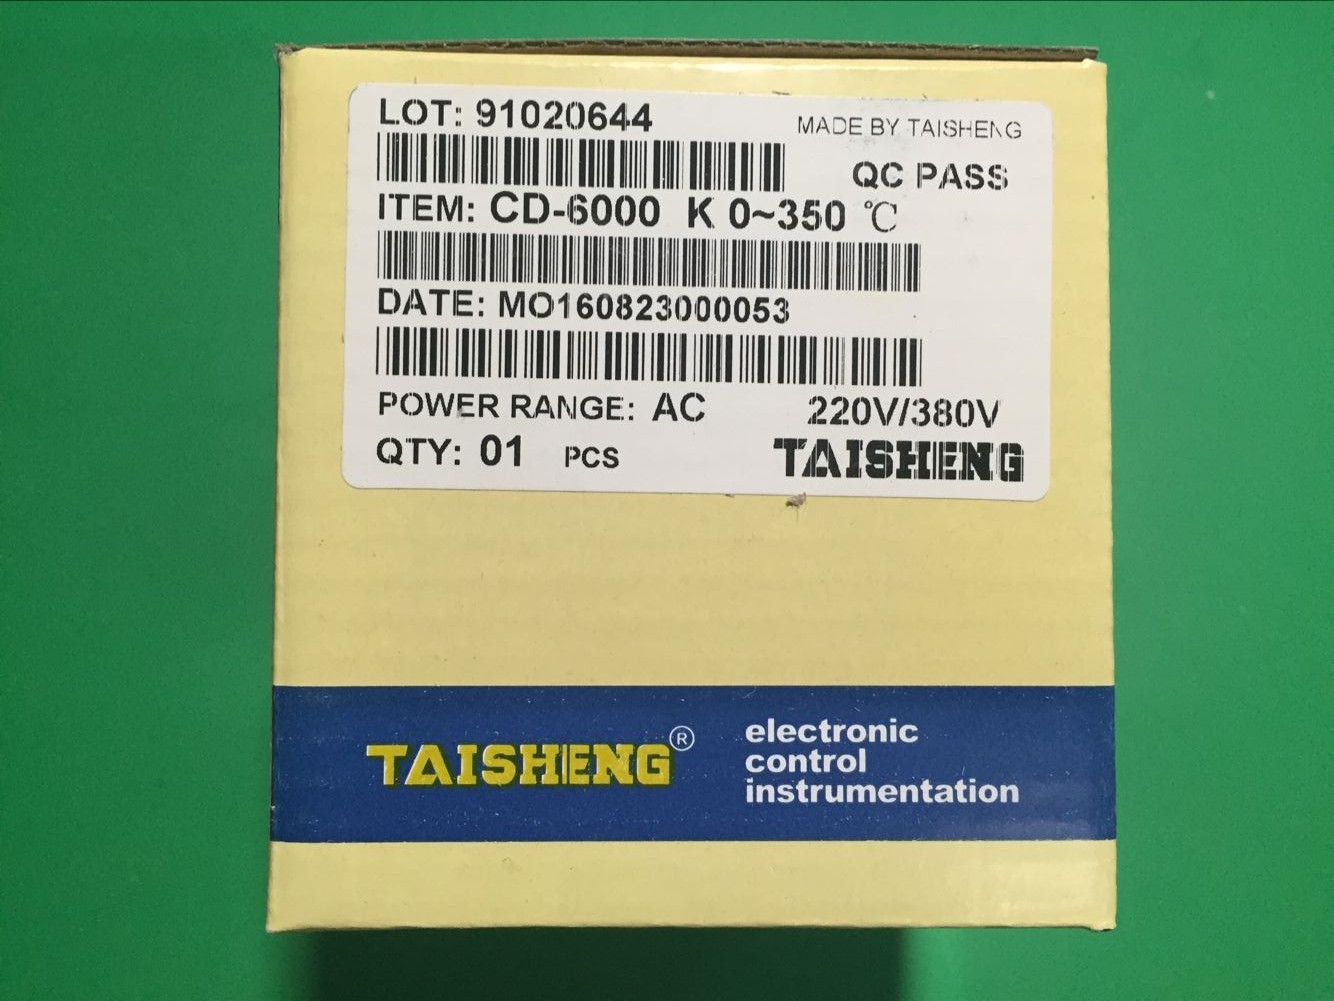 LOT: 91020644
MADE BY TAISHENG
QC PASS
ITEM: CD-6000 K 0~350 ℃
DATE: MO160823000053
POWER RANGE: AC 220V/380V
QTY: 01 PCS
TAISHENG
TAISHENG®
electronic
control
instrumentation